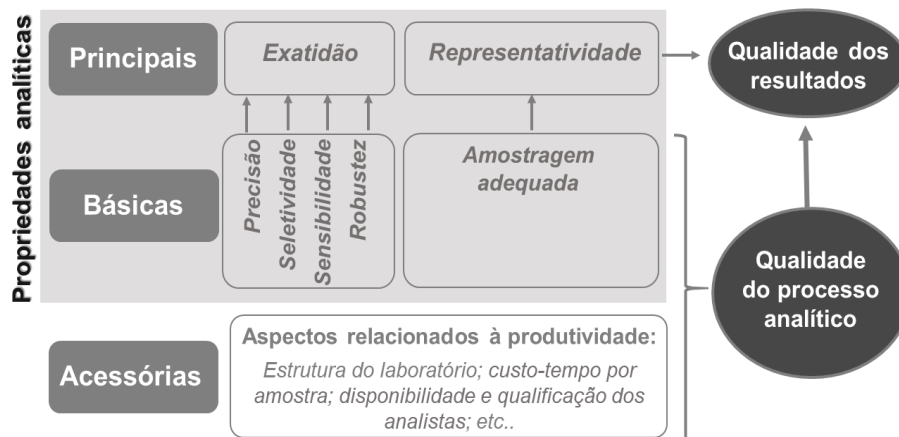 Propriedades analíticas
Principais
Exatidão
Representatividade
Qualidade dos
resultados
Básicas
Precisão
Seletividade
Sensibilidade
Robustez
Amostragem
adequada
Qualidade
do processo
analítico
Acessórias
Aspectos relacionados à produtividade:
Estrutura do laboratório; custo-tempo por
amostra; disponibilidade e qualificação dos
analistas; etc..